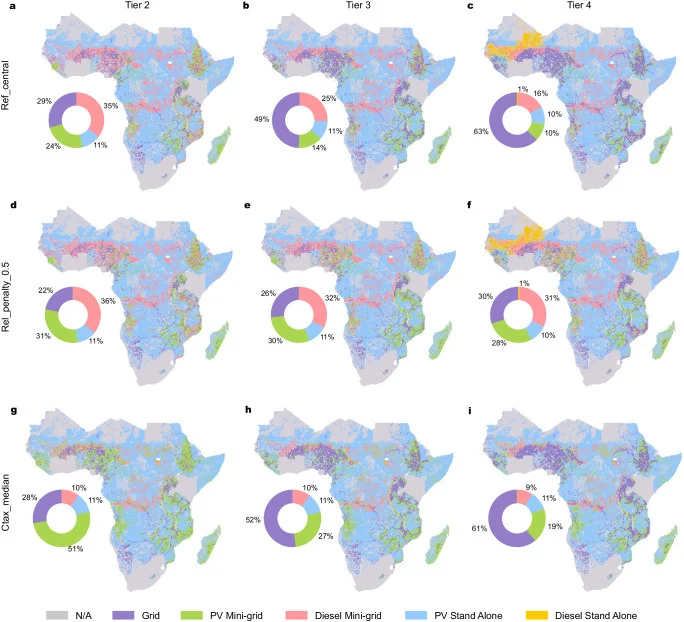 Tier 2 Tier 3 Tier 4
a b c
Ref_central
29% 35% 24% 11%
49% 25% 11% 14%
1% 16% 10% 10% 63%
d e f
Rel_penalty_0.5
22% 36% 31% 11%
26% 32% 30% 11%
1% 30% 31% 28% 10%
g h i
Ctax_median
28% 10% 11% 51%
10% 11% 52% 27%
9% 11% 61% 19%
N/A Grid PV Mini-grid Diesel Mini-grid PV Stand Alone Diesel Stand Alone